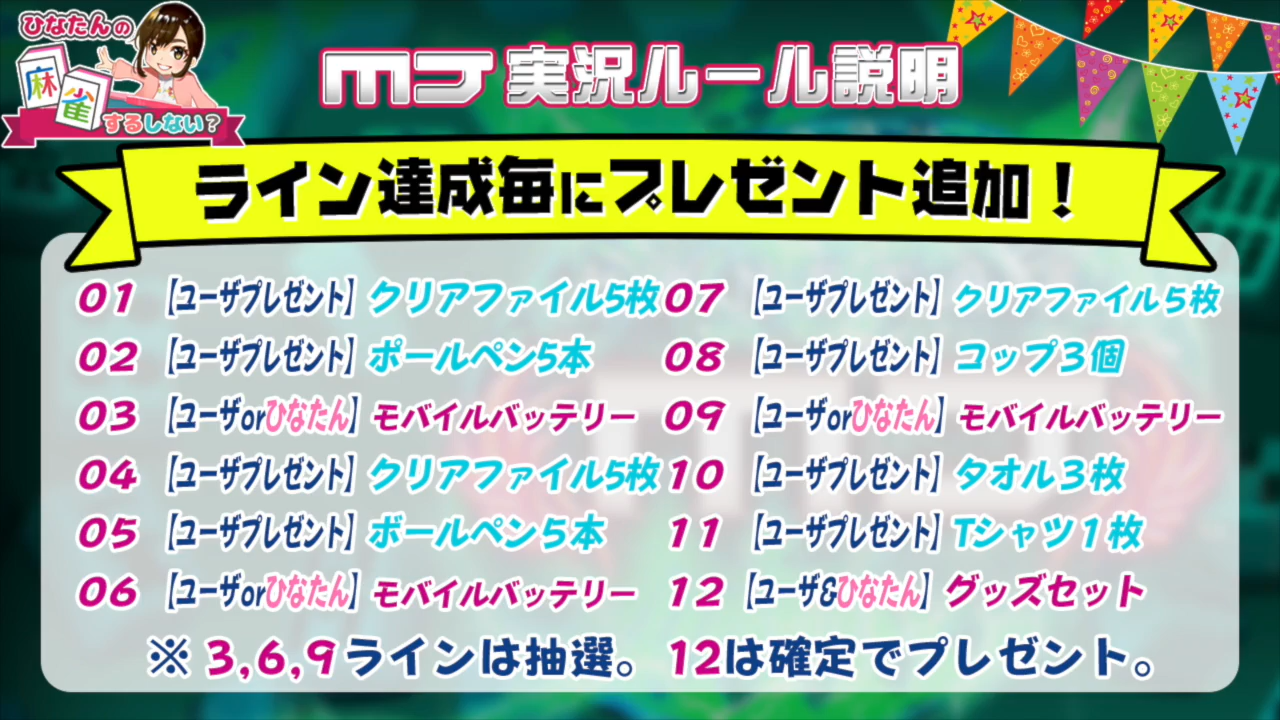 ひなたんの
麻雀
するしない？
MJ 実況ルール説明
ライン達成毎にプレゼント追加！
01 【ユーザプレゼント】 クリアファイル5枚
02 【ユーザプレゼント】 ポールペン5本
03 【ユーザorひなたん】 モバイルバッテリー
04 【ユーザプレゼント】 クリアファイル5枚
05 【ユーザプレゼント】 ボールペン５本
06 【ユーザorひなたん】 モバイルバッテリー
07 【ユーザプレゼント】 クリアファイル５枚
08 【ユーザプレゼント】 コップ３個
09 【ユーザorひなたん】 モバイルバッテリー
10 【ユーザプレゼント】 タオル３枚
11 【ユーザプレゼント】 Tシャツ１枚
12 【ユーザ&ひなたん】 グッズセット
※ 3,6,9ラインは抽選。 12は確定でプレゼント。